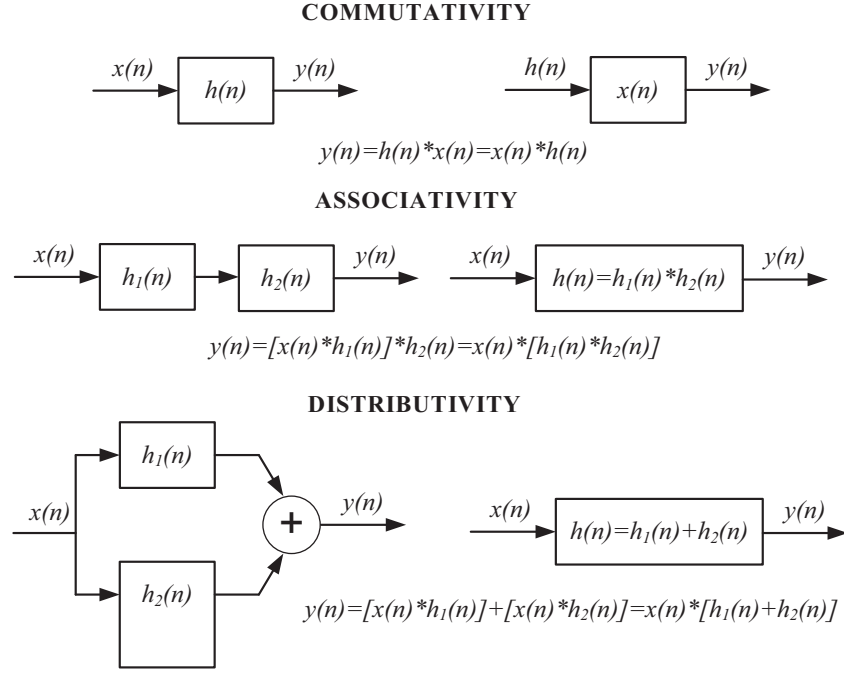 COMMUTATIVITY
x(n) h(n) y(n) h(n) x(n) y(n)
y(n)=h(n)*x(n)=x(n)*h(n)
ASSOCIATIVITY
x(n) h₁(n) h₂(n) y(n) x(n) h(n)=h₁(n)*h₂(n) y(n)
y(n)=[x(n)*h₁(n)]*h₂(n)=x(n)*[h₁(n)*h₂(n)]
DISTRIBUTIVITY
h₁(n)
x(n) + y(n) x(n) h(n)=h₁(n)+h₂(n) y(n)
h₂(n)
y(n)=[x(n)*h₁(n)]+[x(n)*h₂(n)]=x(n)*[h₁(n)+h₂(n)]